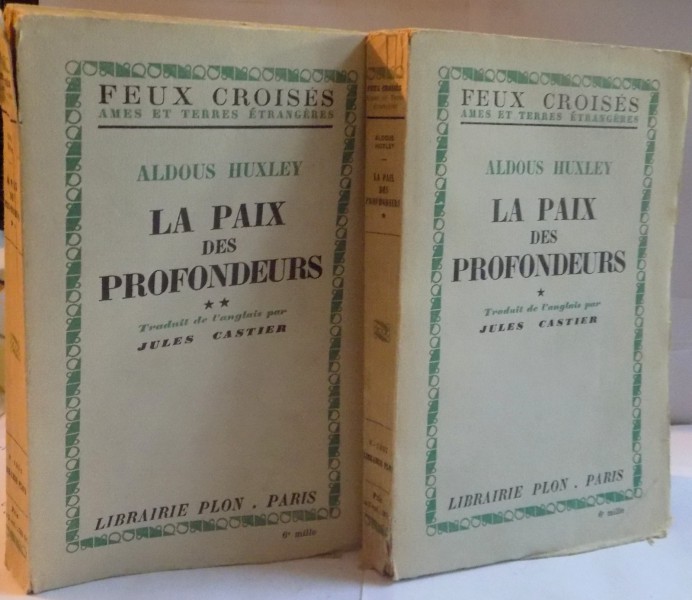 FEUX CROISÉS
AMES ET TERRES ÉTRANGÈRES
ALDOUS HUXLEY
LA PAIX
DES
PROFONDEURS
★★
Traduit de l'anglais par
JULES CASTIER
LIBRAIRIE PLON . PARIS
6e mille
FEUX CROISÉS
ALDOUS
HUXLEY
LA PAIX
DES
PROFONDEURS
★
FEUX CROISÉS
AMES ET TERRES ÉTRANGÈRES
ALDOUS HUXLEY
LA PAIX
DES
PROFONDEURS
★
Traduit de l'anglais par
JULES CASTIER
LIBRAIRIE PLON . PARIS
6e mille